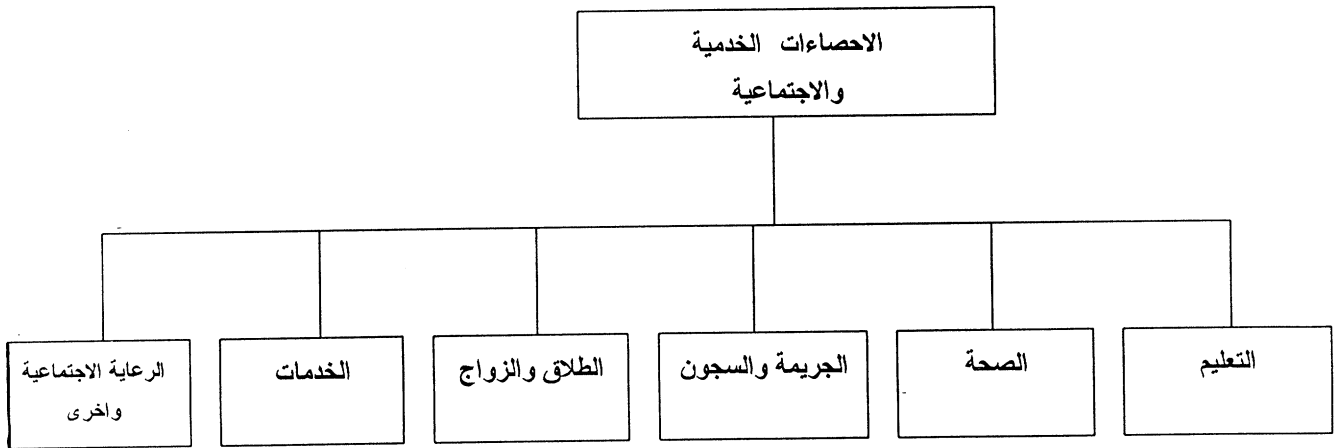 الاحصاءات الخدمية
والاجتماعية
التعليم
الصحة
الجريمة والسجون
الطلاق والزواج
الخدمات
الرعاية الاجتماعية
واخرى